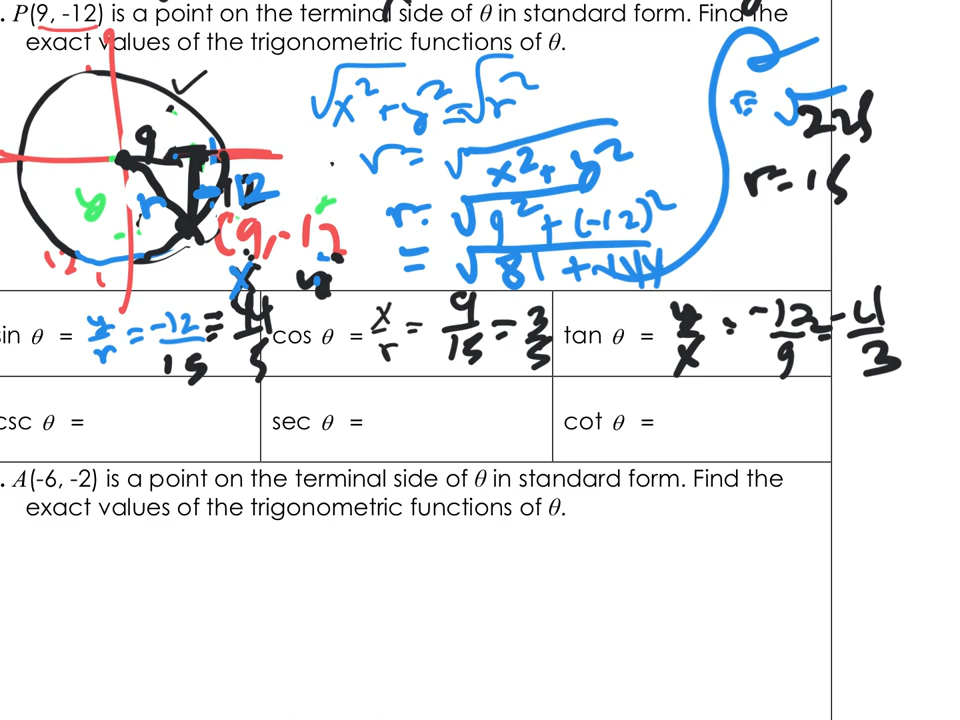 . P(9, -12) is a point on the terminal side of θ in standard form. Find the
exact values of the trigonometric functions of θ.
√x² + y² = √r²
r = √x² + y²
r = √9² + (-12)²
= √81 + 144
r = √225
r = 15
9
r
-12
y
(9, -12
x
y
12
in θ = y/r = -12/15 =
cos θ = x/r = 9/15 = 3/5
tan θ = y/x = -12/9 = -4/3
csc θ =
sec θ =
cot θ =
. A(-6, -2) is a point on the terminal side of θ in standard form. Find the
exact values of the trigonometric functions of θ.